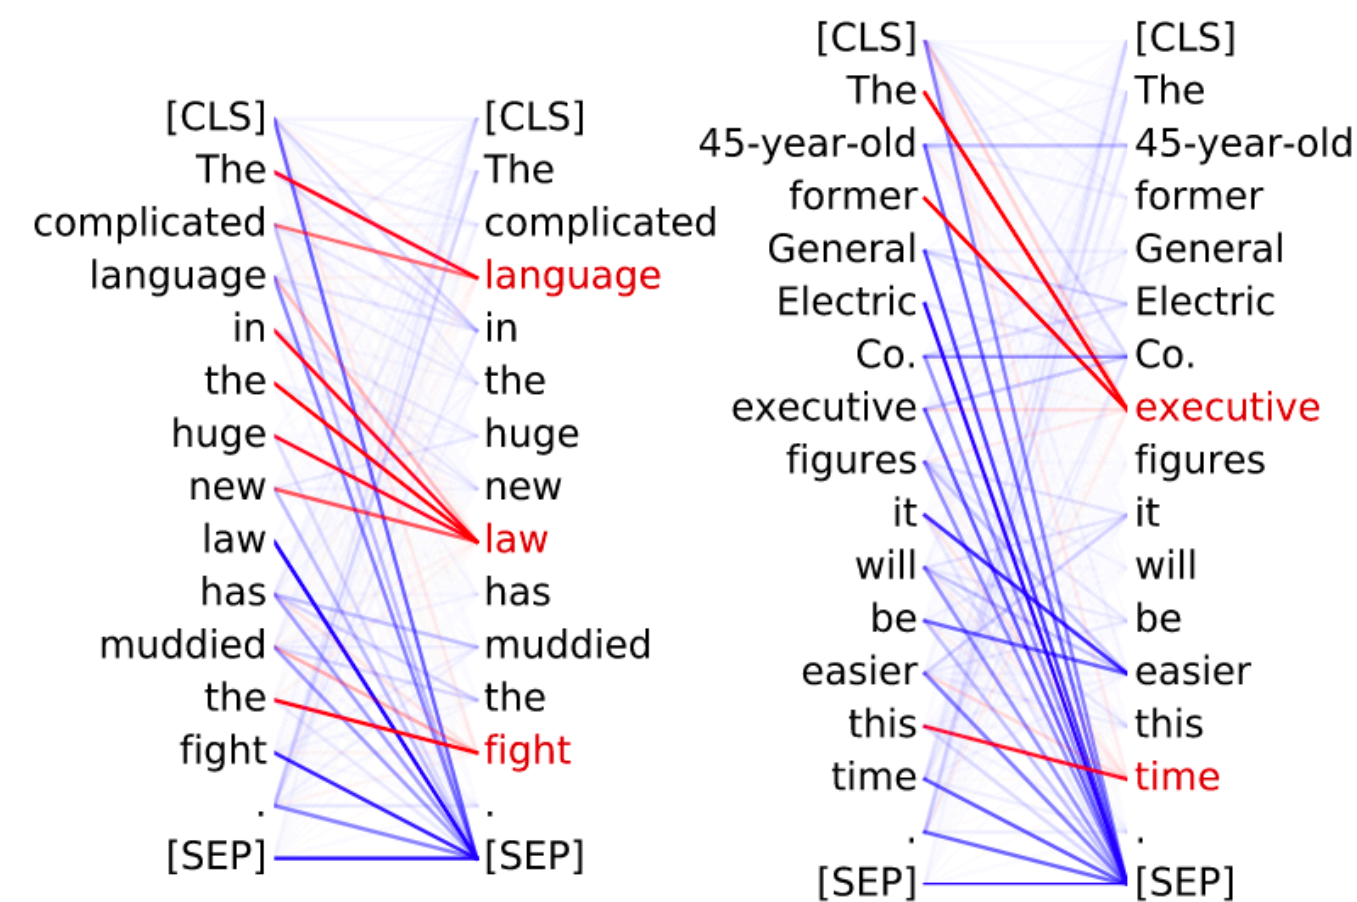 [CLS] [CLS]
The The
complicated complicated
language language
in in
the the
huge huge
new new
law law
has has
muddied muddied
the the
fight fight
. .
[SEP] [SEP]
[CLS] [CLS]
The The
45-year-old 45-year-old
former former
General General
Electric Electric
Co. Co.
executive executive
figures figures
it it
will will
be be
easier easier
this this
time time
. .
[SEP] [SEP]